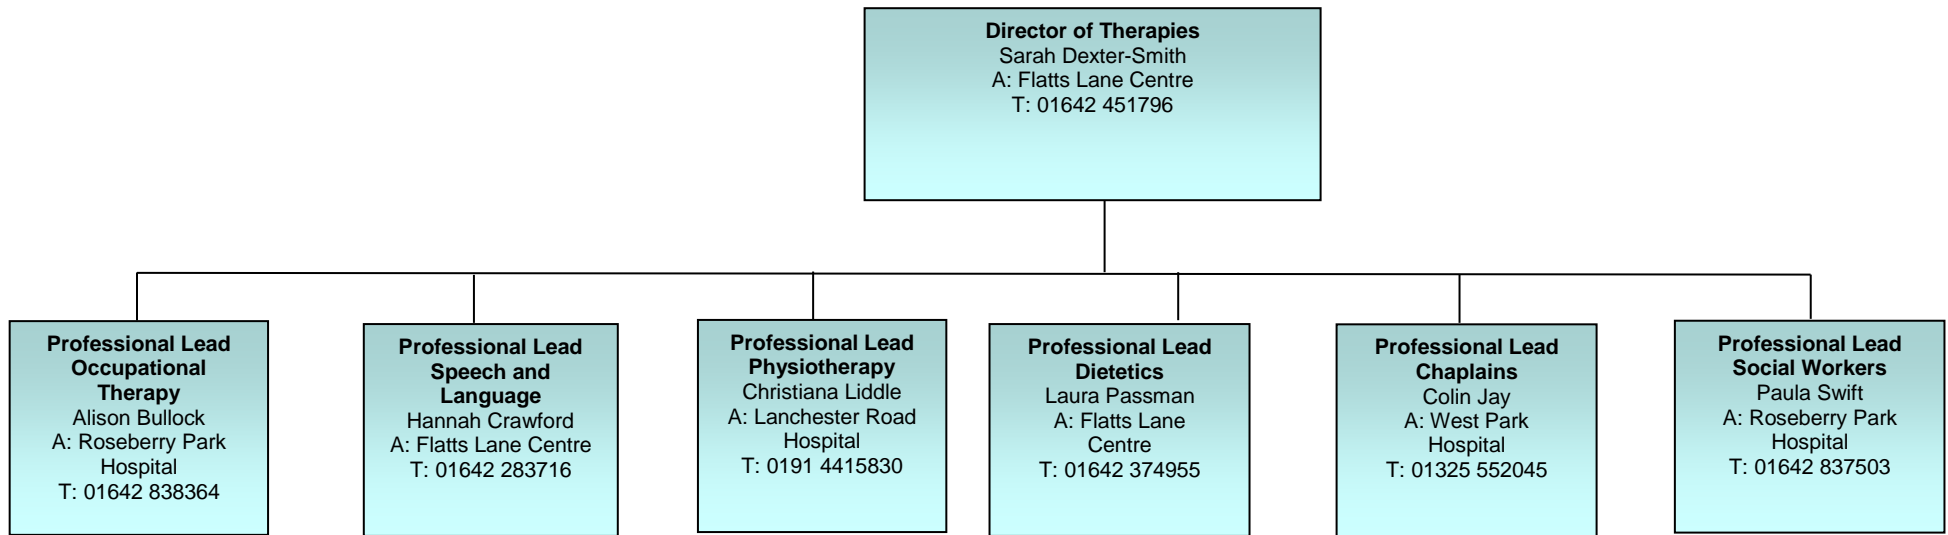 Director of Therapies
Sarah Dexter-Smith
A: Flatts Lane Centre
T: 01642 451796
Professional Lead
Occupational
Therapy
Alison Bullock
A: Roseberry Park
Hospital
T: 01642 838364
Professional Lead
Speech and
Language
Hannah Crawford
A: Flatts Lane Centre
T: 01642 283716
Professional Lead
Physiotherapy
Christiana Liddle
A: Lanchester Road
Hospital
T: 0191 4415830
Professional Lead
Dietetics
Laura Passman
A: Flatts Lane
Centre
T: 01642 374955
Professional Lead
Chaplains
Colin Jay
A: West Park
Hospital
T: 01325 552045
Professional Lead
Social Workers
Paula Swift
A: Roseberry Park
Hospital
T: 01642 837503